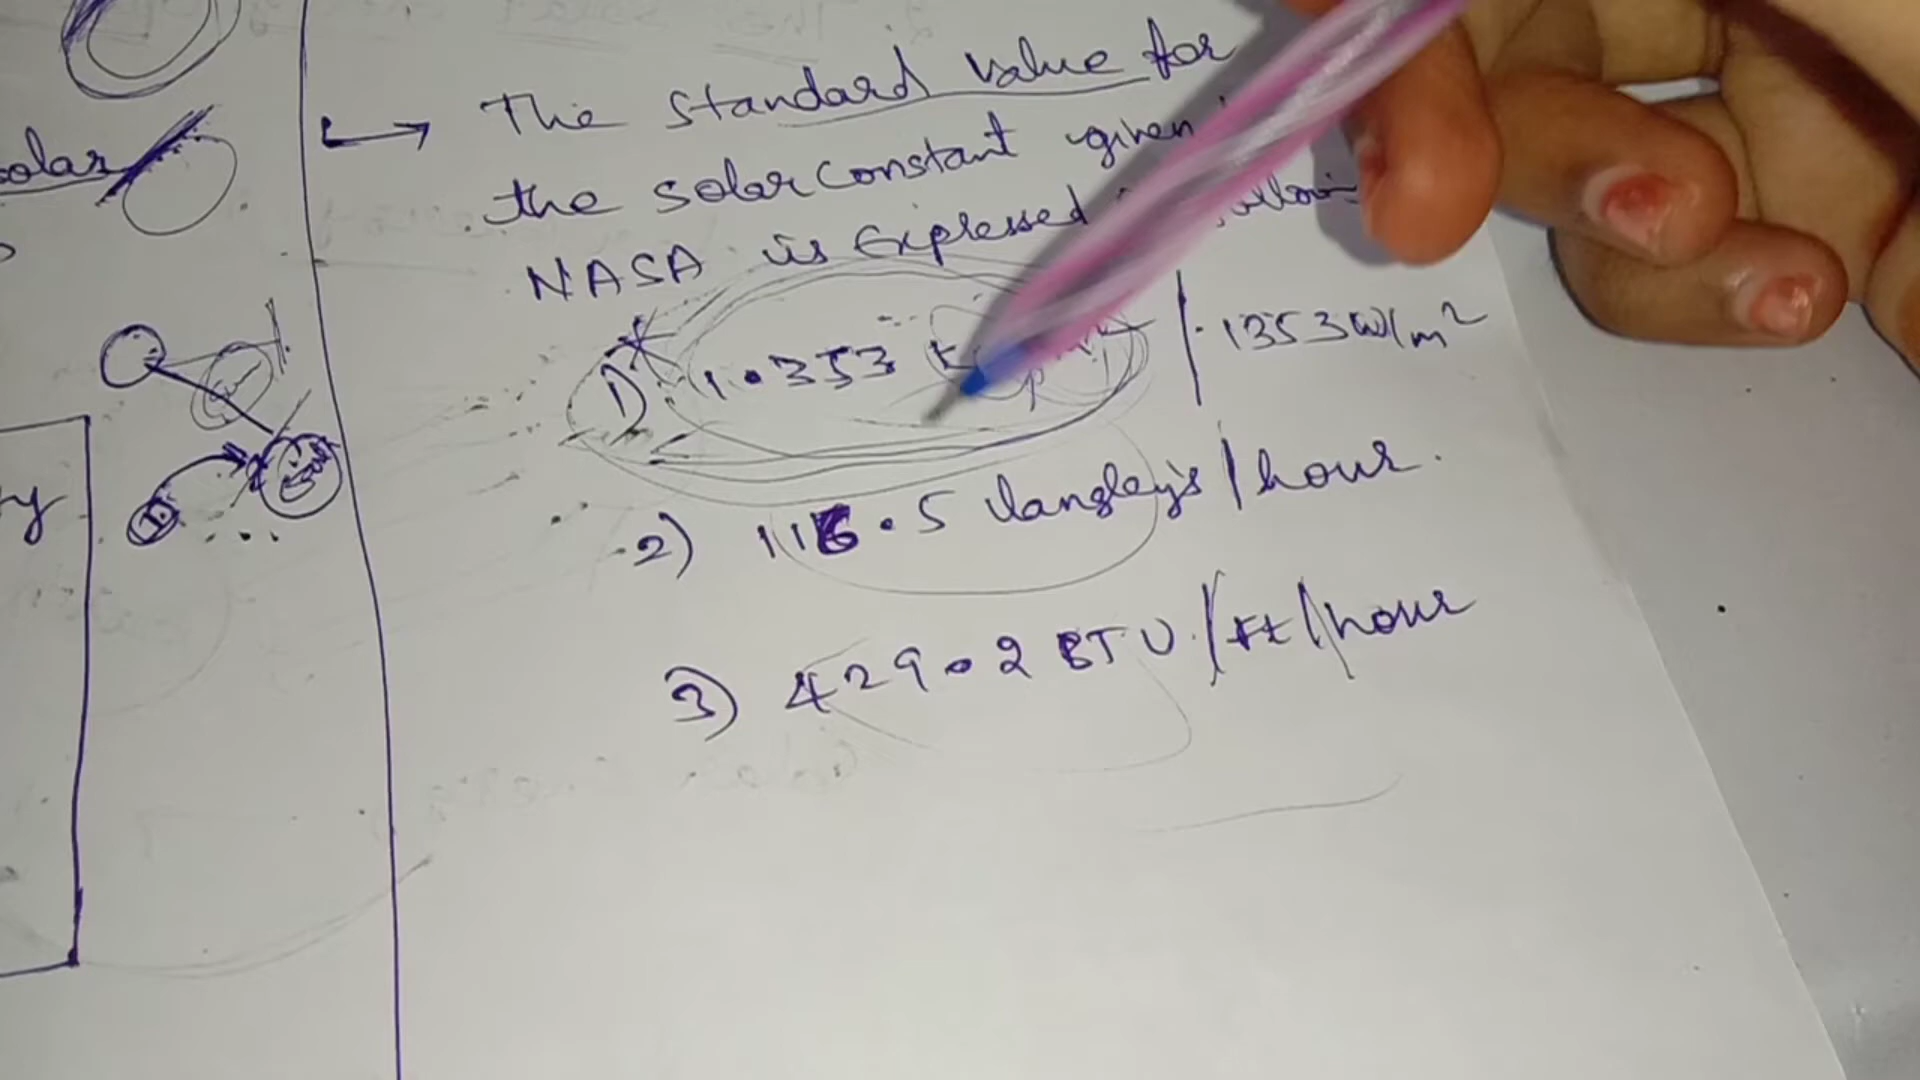 The standard value for
the solar constant given
NASA is Expressed
1) 1.353 | 1353 W/m²
2) 116.5 langley's / hour.
3) 429.2 BTU / ft / hour